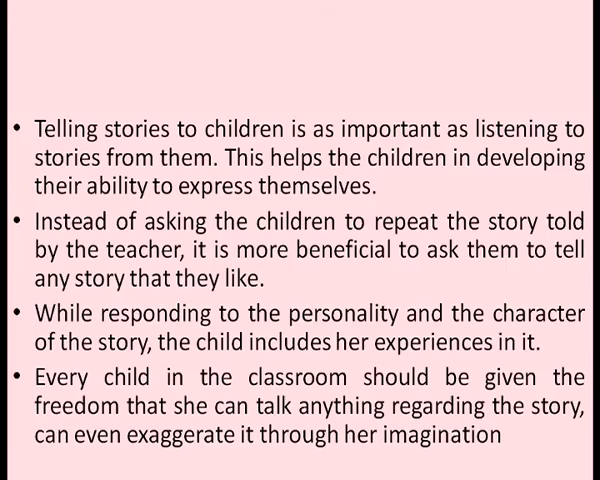 • Telling stories to children is as important as listening to
stories from them. This helps the children in developing
their ability to express themselves.
• Instead of asking the children to repeat the story told
by the teacher, it is more beneficial to ask them to tell
any story that they like.
• While responding to the personality and the character
of the story, the child includes her experiences in it.
• Every child in the classroom should be given the
freedom that she can talk anything regarding the story,
can even exaggerate it through her imagination